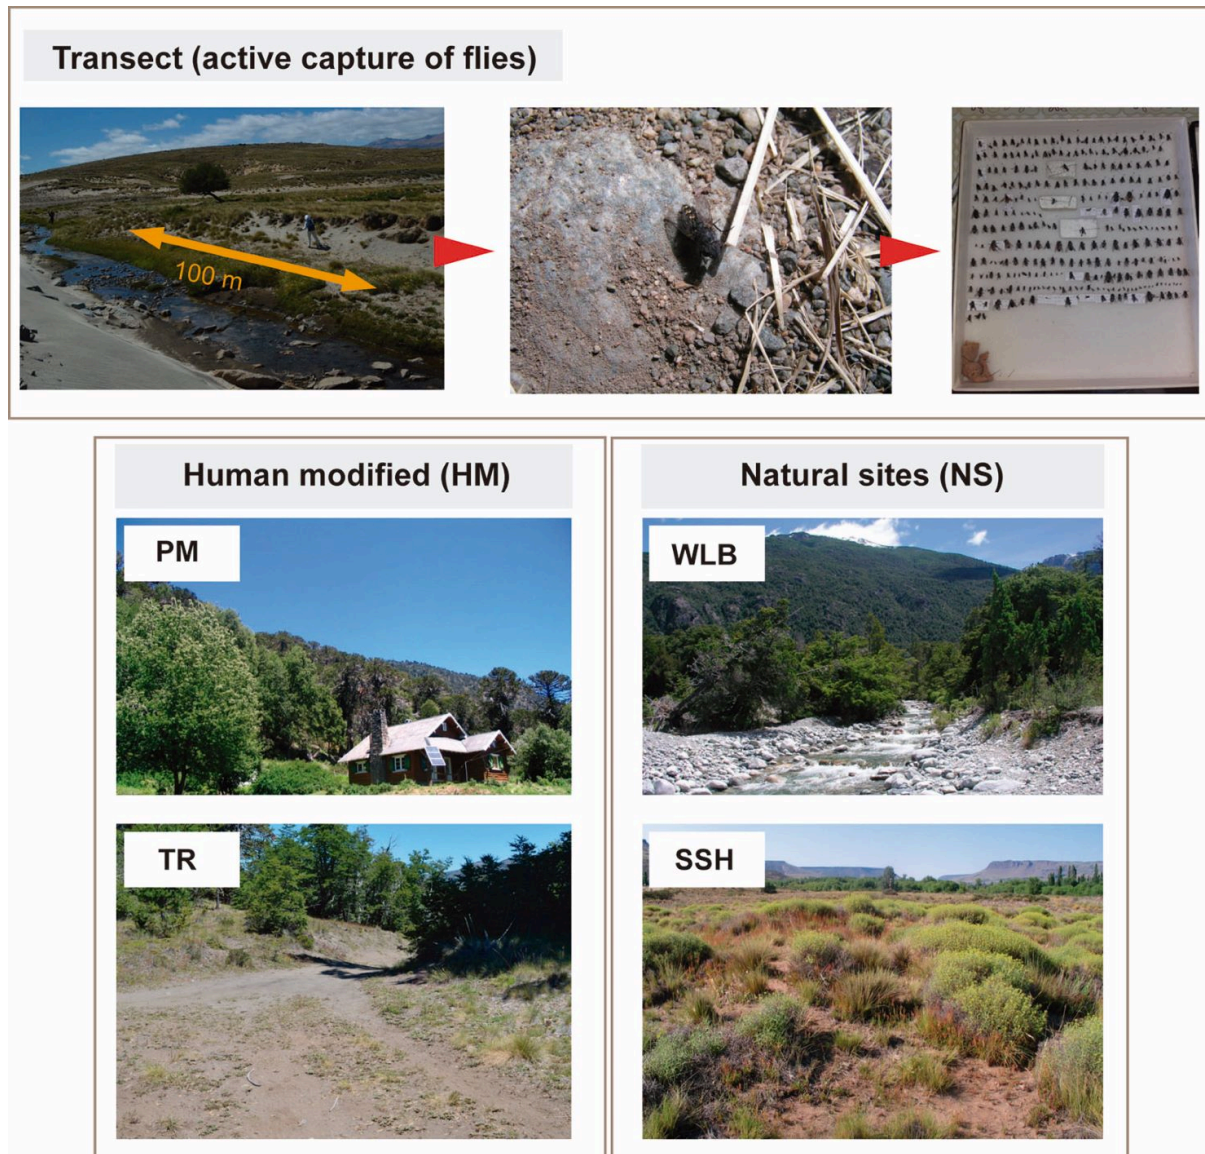 Transect (active capture of flies)
100 m
Human modified (HM)
Natural sites (NS)
PM
WLB
TR
SSH